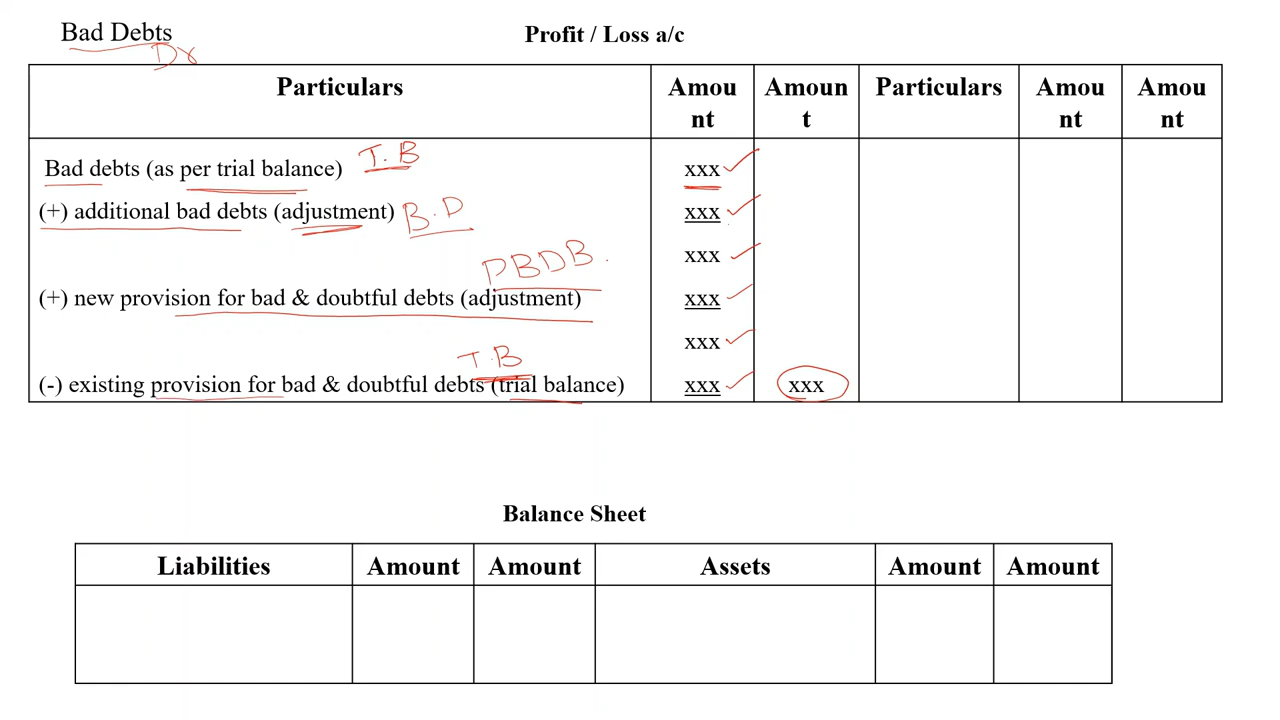 Bad Debts
Dr
Profit / Loss a/c
Particulars
Amou
nt
Amoun
t
Particulars
Amou
nt
Amou
nt
Bad debts (as per trial balance) T.B xxx
(+) additional bad debts (adjustment) B.D xxx
PBDB. xxx
(+) new provision for bad & doubtful debts (adjustment) xxx
T.B xxx
(-) existing provision for bad & doubtful debts (trial balance) xxx xxx
Balance Sheet
Liabilities Amount Amount Assets Amount Amount